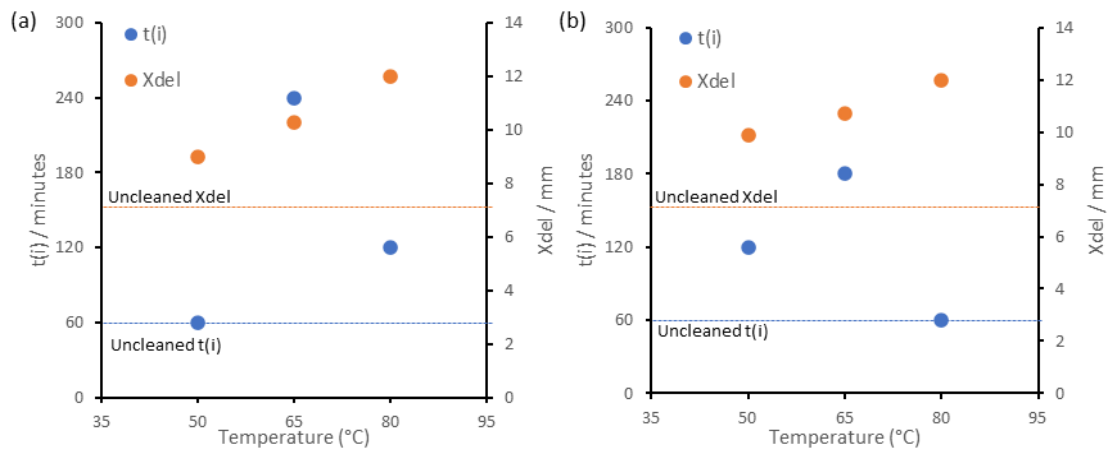 (a)
300
240
180
120
60
0
t(i) / minutes
t(i)
Xdel
Uncleaned Xdel
Uncleaned t(i)
14
12
10
8
6
4
2
0
Xdel / mm
35 50 65 80 95
Temperature (°C)
(b)
300
240
180
120
60
0
t(i) / minutes
t(i)
Xdel
Uncleaned Xdel
Uncleaned t(i)
14
12
10
8
6
4
2
0
Xdel / mm
35 50 65 80 95
Temperature (°C)